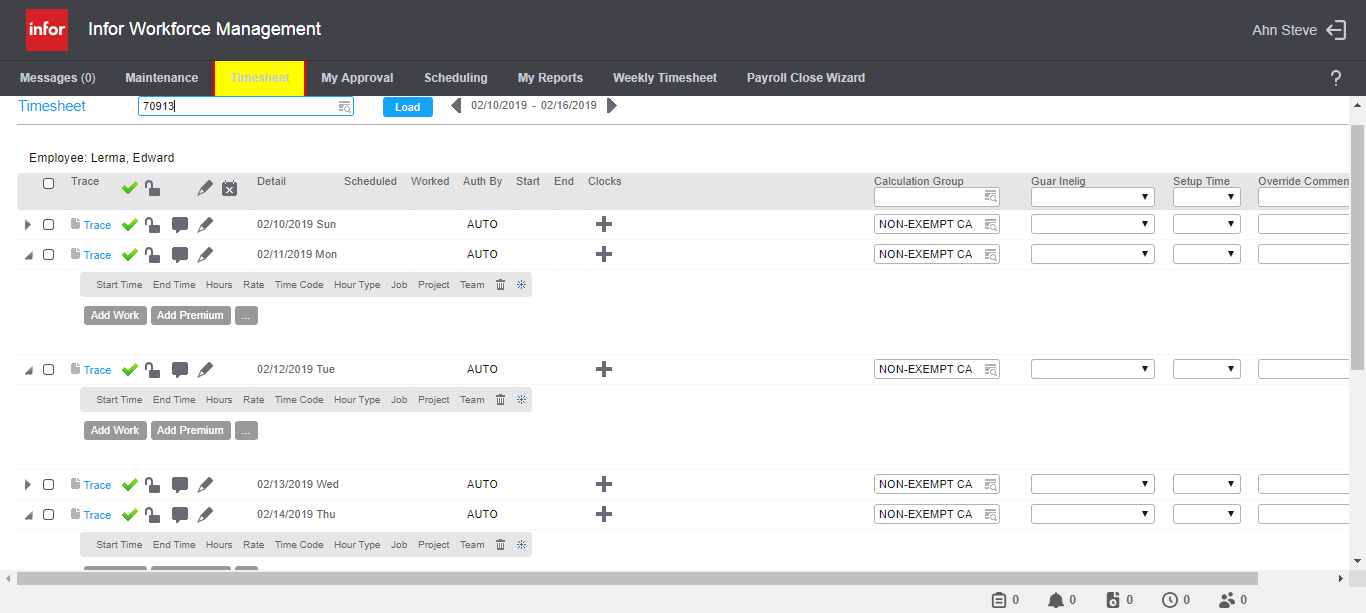 infor Infor Workforce Management Ahn Steve
Messages (0) Maintenance Timesheet My Approval Scheduling My Reports Weekly Timesheet Payroll Close Wizard ?
Timesheet 70913 Load 02/10/2019 - 02/16/2019
Employee: Lerma, Edward
Trace Detail Scheduled Worked Auth By Start End Clocks Calculation Group Guar Inelig Setup Time Override Commen
Trace 02/10/2019 Sun AUTO NON-EXEMPT CA
Trace 02/11/2019 Mon AUTO NON-EXEMPT CA
Start Time End Time Hours Rate Time Code Hour Type Job Project Team
Add Work Add Premium ...
Trace 02/12/2019 Tue AUTO NON-EXEMPT CA
Start Time End Time Hours Rate Time Code Hour Type Job Project Team
Add Work Add Premium ...
Trace 02/13/2019 Wed AUTO NON-EXEMPT CA
Trace 02/14/2019 Thu AUTO NON-EXEMPT CA
Start Time End Time Hours Rate Time Code Hour Type Job Project Team
0 0 0 0 0